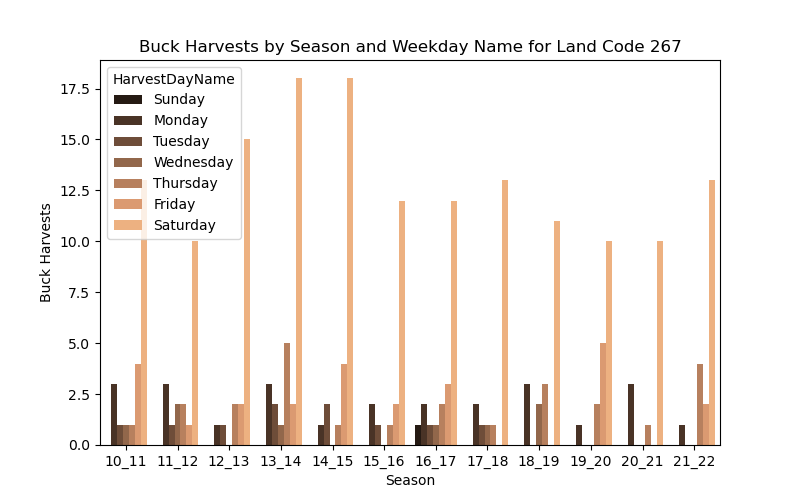 Buck Harvests by Season and Weekday Name for Land Code 267
HarvestDayName
Sunday
Monday
Tuesday
Wednesday
Thursday
Friday
Saturday
17.5
15.0
12.5
10.0
7.5
5.0
2.5
0.0
Buck Harvests
10_11 11_12 12_13 13_14 14_15 15_16 16_17 17_18 18_19 19_20 20_21 21_22
Season